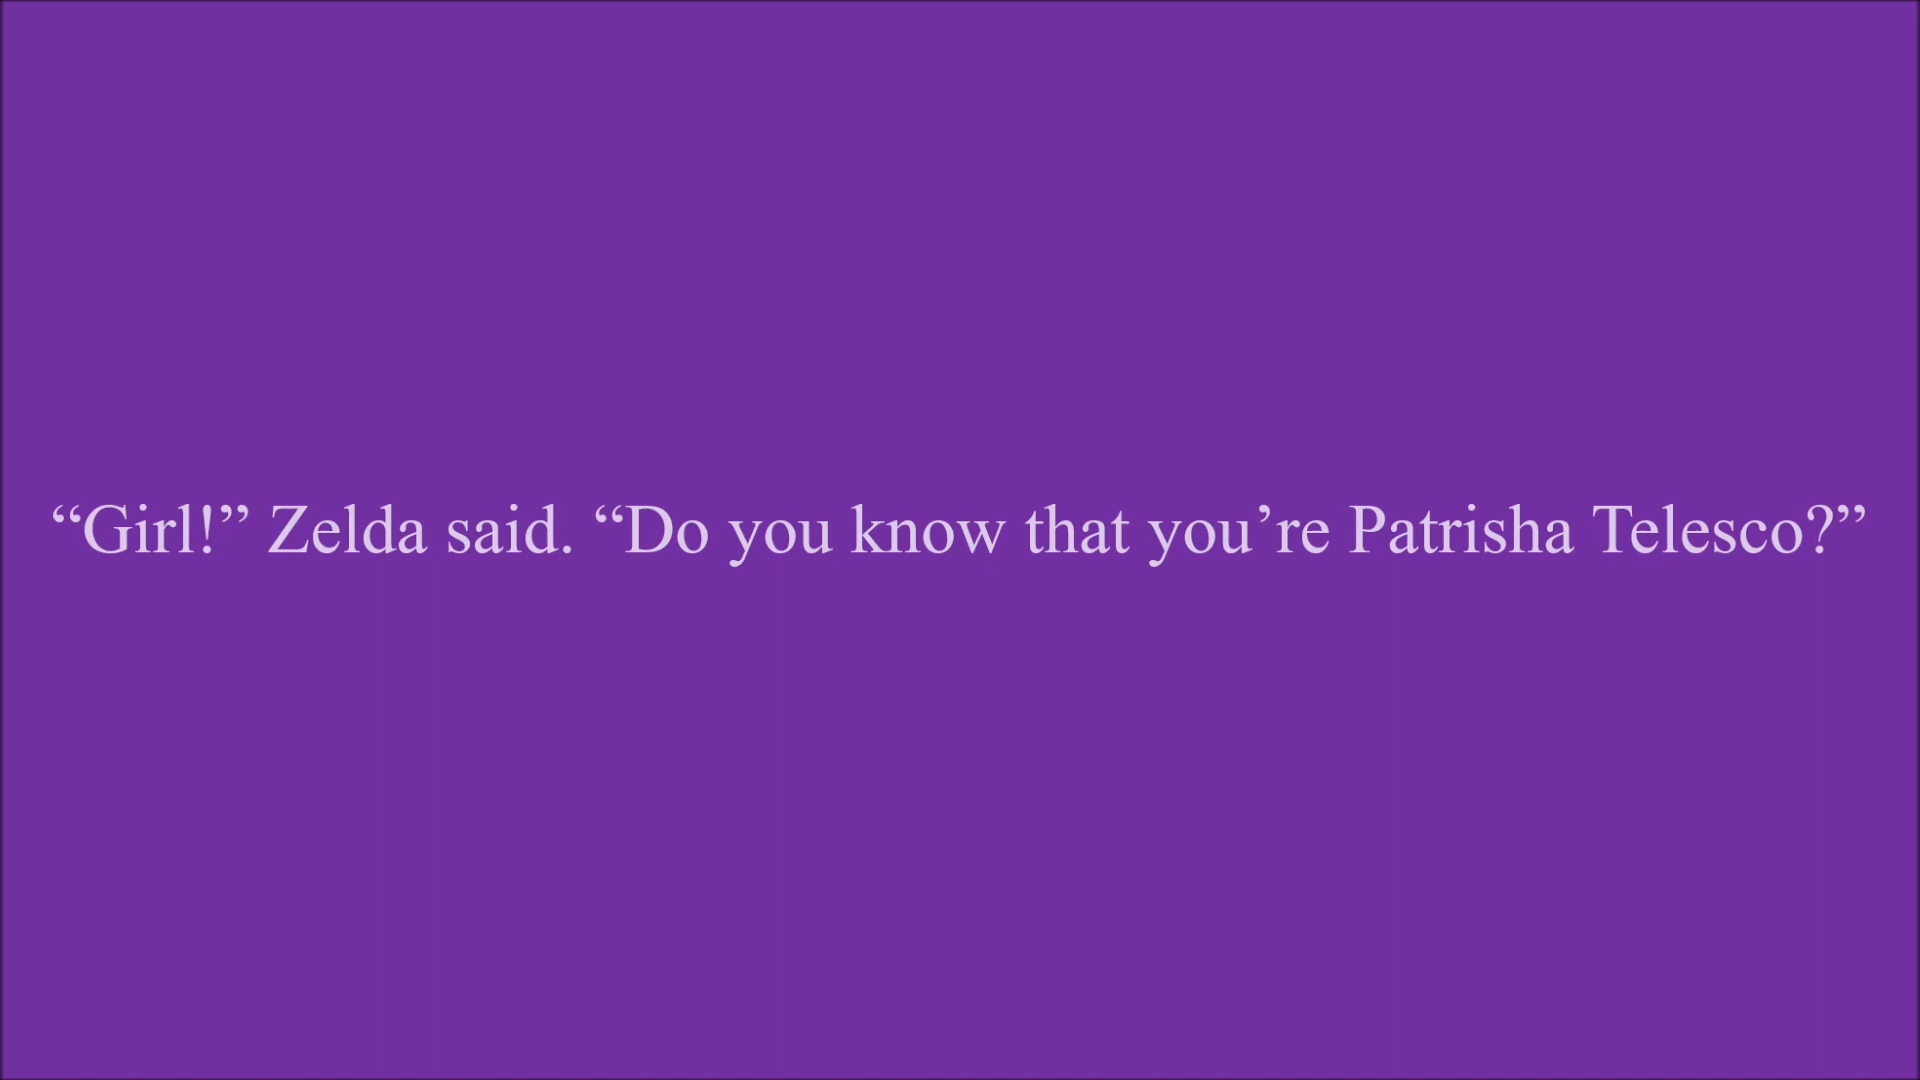 “Girl!” Zelda said. “Do you know that you’re Patrisha Telesco?”